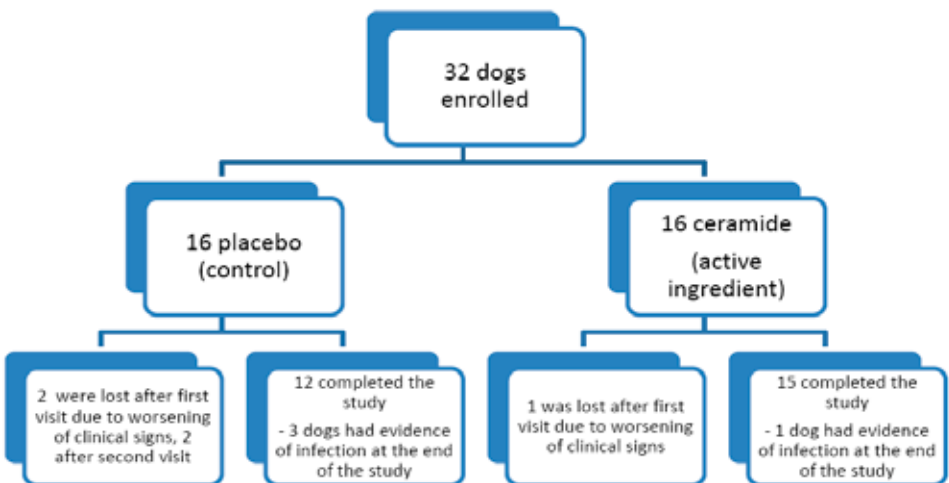 32 dogs
enrolled
16 placebo
(control)
16 ceramide
(active
ingredient)
2 were lost after first
visit due to worsening
of clinical signs, 2
after second visit
12 completed the
study
- 3 dogs had evidence
of infection at the end
of the study
1 was lost after first
visit due to worsening
of clinical signs
15 completed the
study
- 1 dog had evidence
of infection at the end
of the study